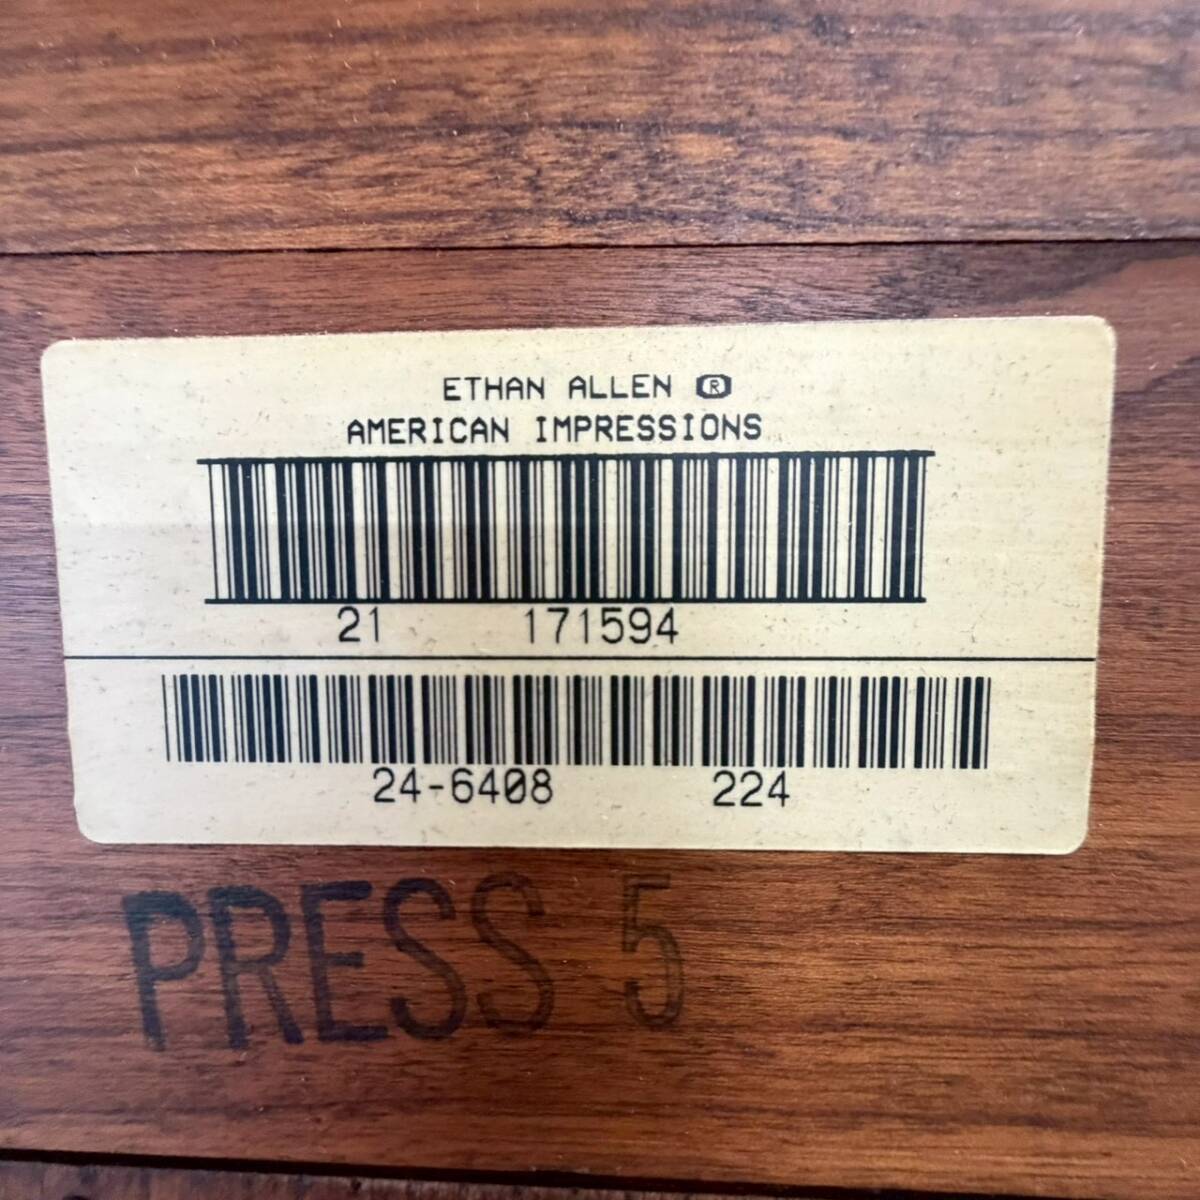 ETHAN ALLEN ®
AMERICAN IMPRESSIONS
21 171594
24-6408 224
PRESS 5